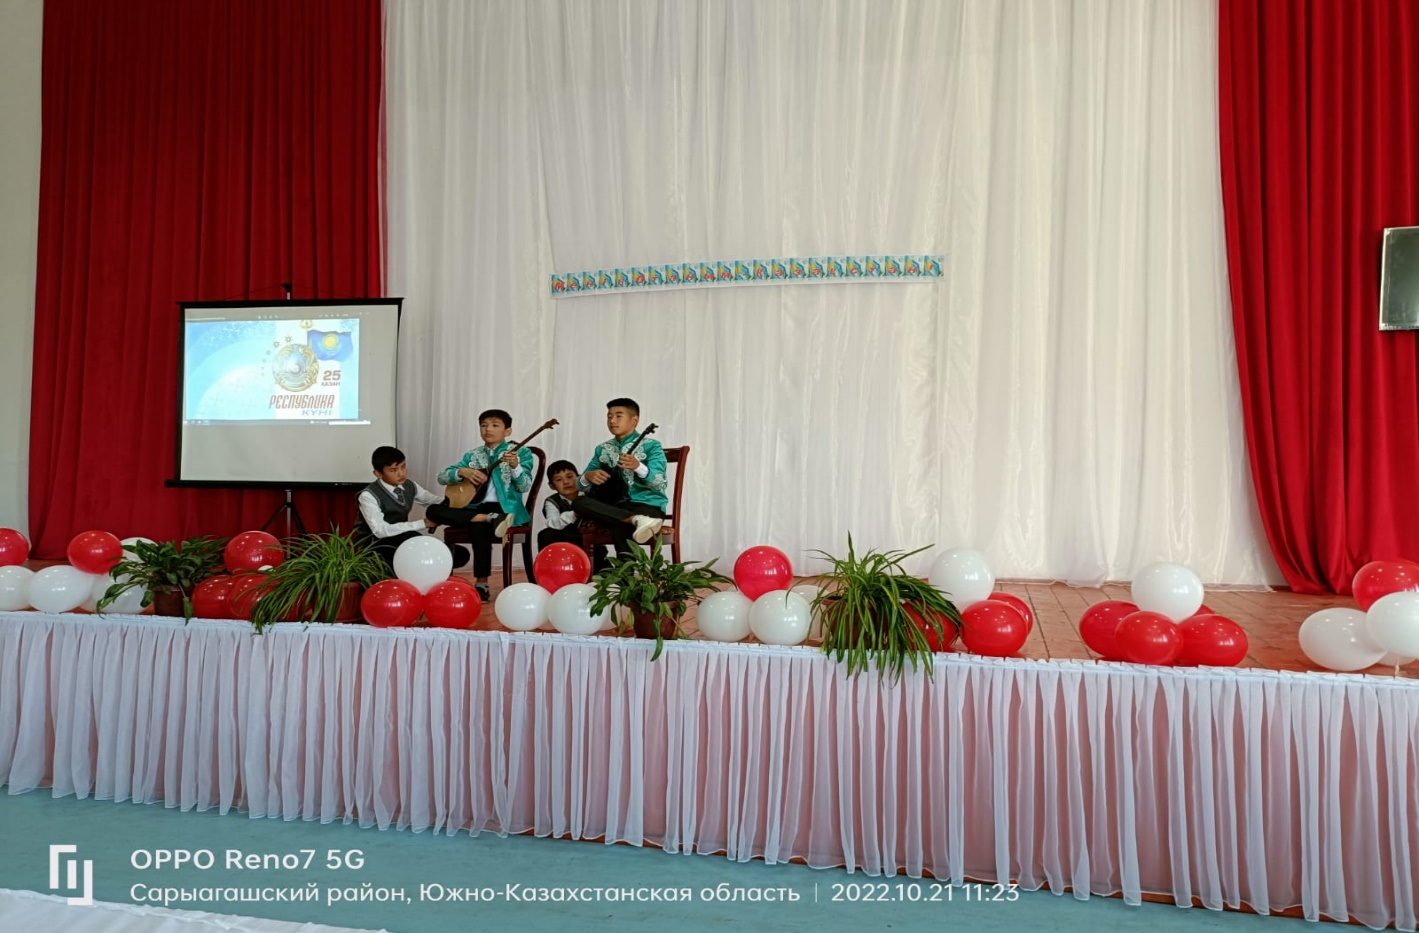 25
ҚАЗАН
РЕСПУБЛИКА
КҮНІ
OPPO Reno7 5G
Сарыагашский район, Южно-Казахстанская область | 2022.10.21 11:23